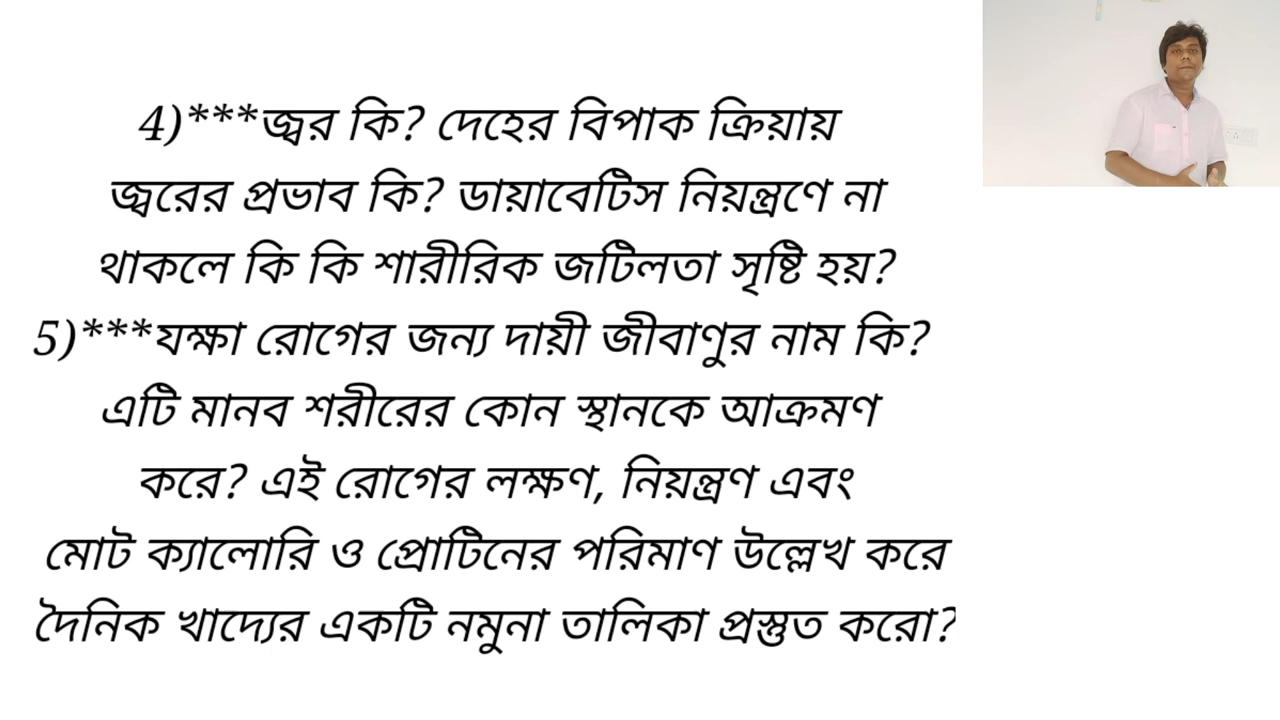 4)***জ্বর কি? দেহের বিপাক ক্রিয়ায়
জ্বরের প্রভাব কি? ডায়াবেটিস নিয়ন্ত্রণে না
থাকলে কি কি শারীরিক জটিলতা সৃষ্টি হয়?
5)***যক্ষা রোগের জন্য দায়ী জীবাণুর নাম কি?
এটি মানব শরীরের কোন স্থানকে আক্রমণ
করে? এই রোগের লক্ষণ, নিয়ন্ত্রণ এবং
মোট ক্যালোরি ও প্রোটিনের পরিমাণ উল্লেখ করে
দৈনিক খাদ্যের একটি নমুনা তালিকা প্রস্তুত করো?